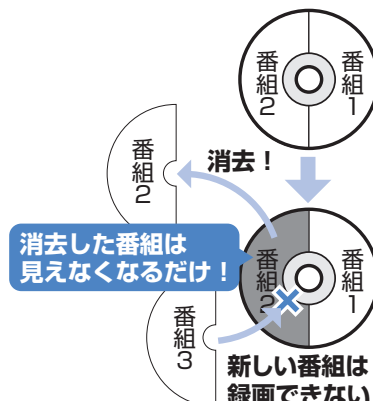 番組2
番組1
消去！
番組2
消去した番組は
見えなくなるだけ！
番組2
番組1
番組3
新しい番組は
録画できない